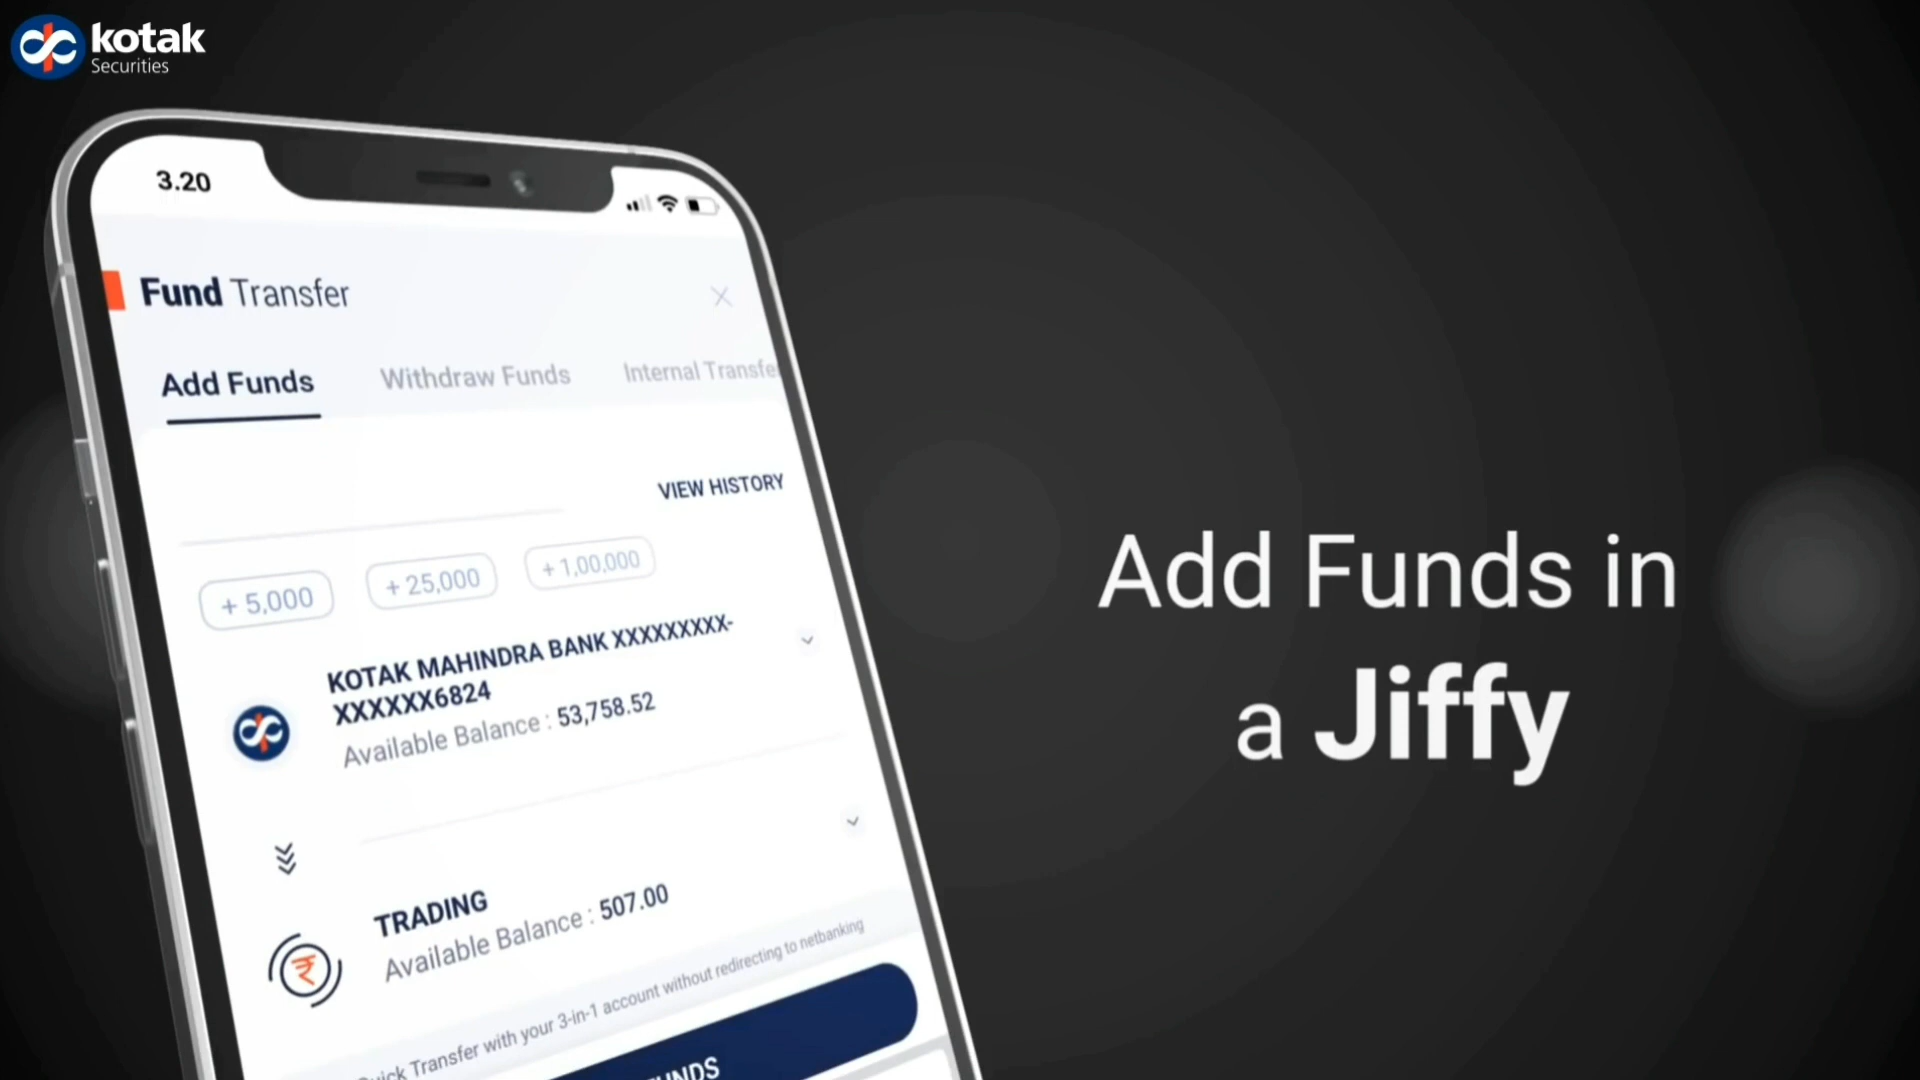 kotak
Securities
3.20
Fund Transfer
Add Funds
Withdraw Funds
Internal
VIEW HISTORY
+ 5,000
+ 25,000
+ 1,00,000
KOTAK MAHINDRA BANK XXXXXXXXX-
XXXXXX6824
Available Balance : 53,758.52
TRADING
Available Balance : 507.00
Transfer with your 3-in-1 account without redirecting to netbanking
Add Funds in
a Jiffy